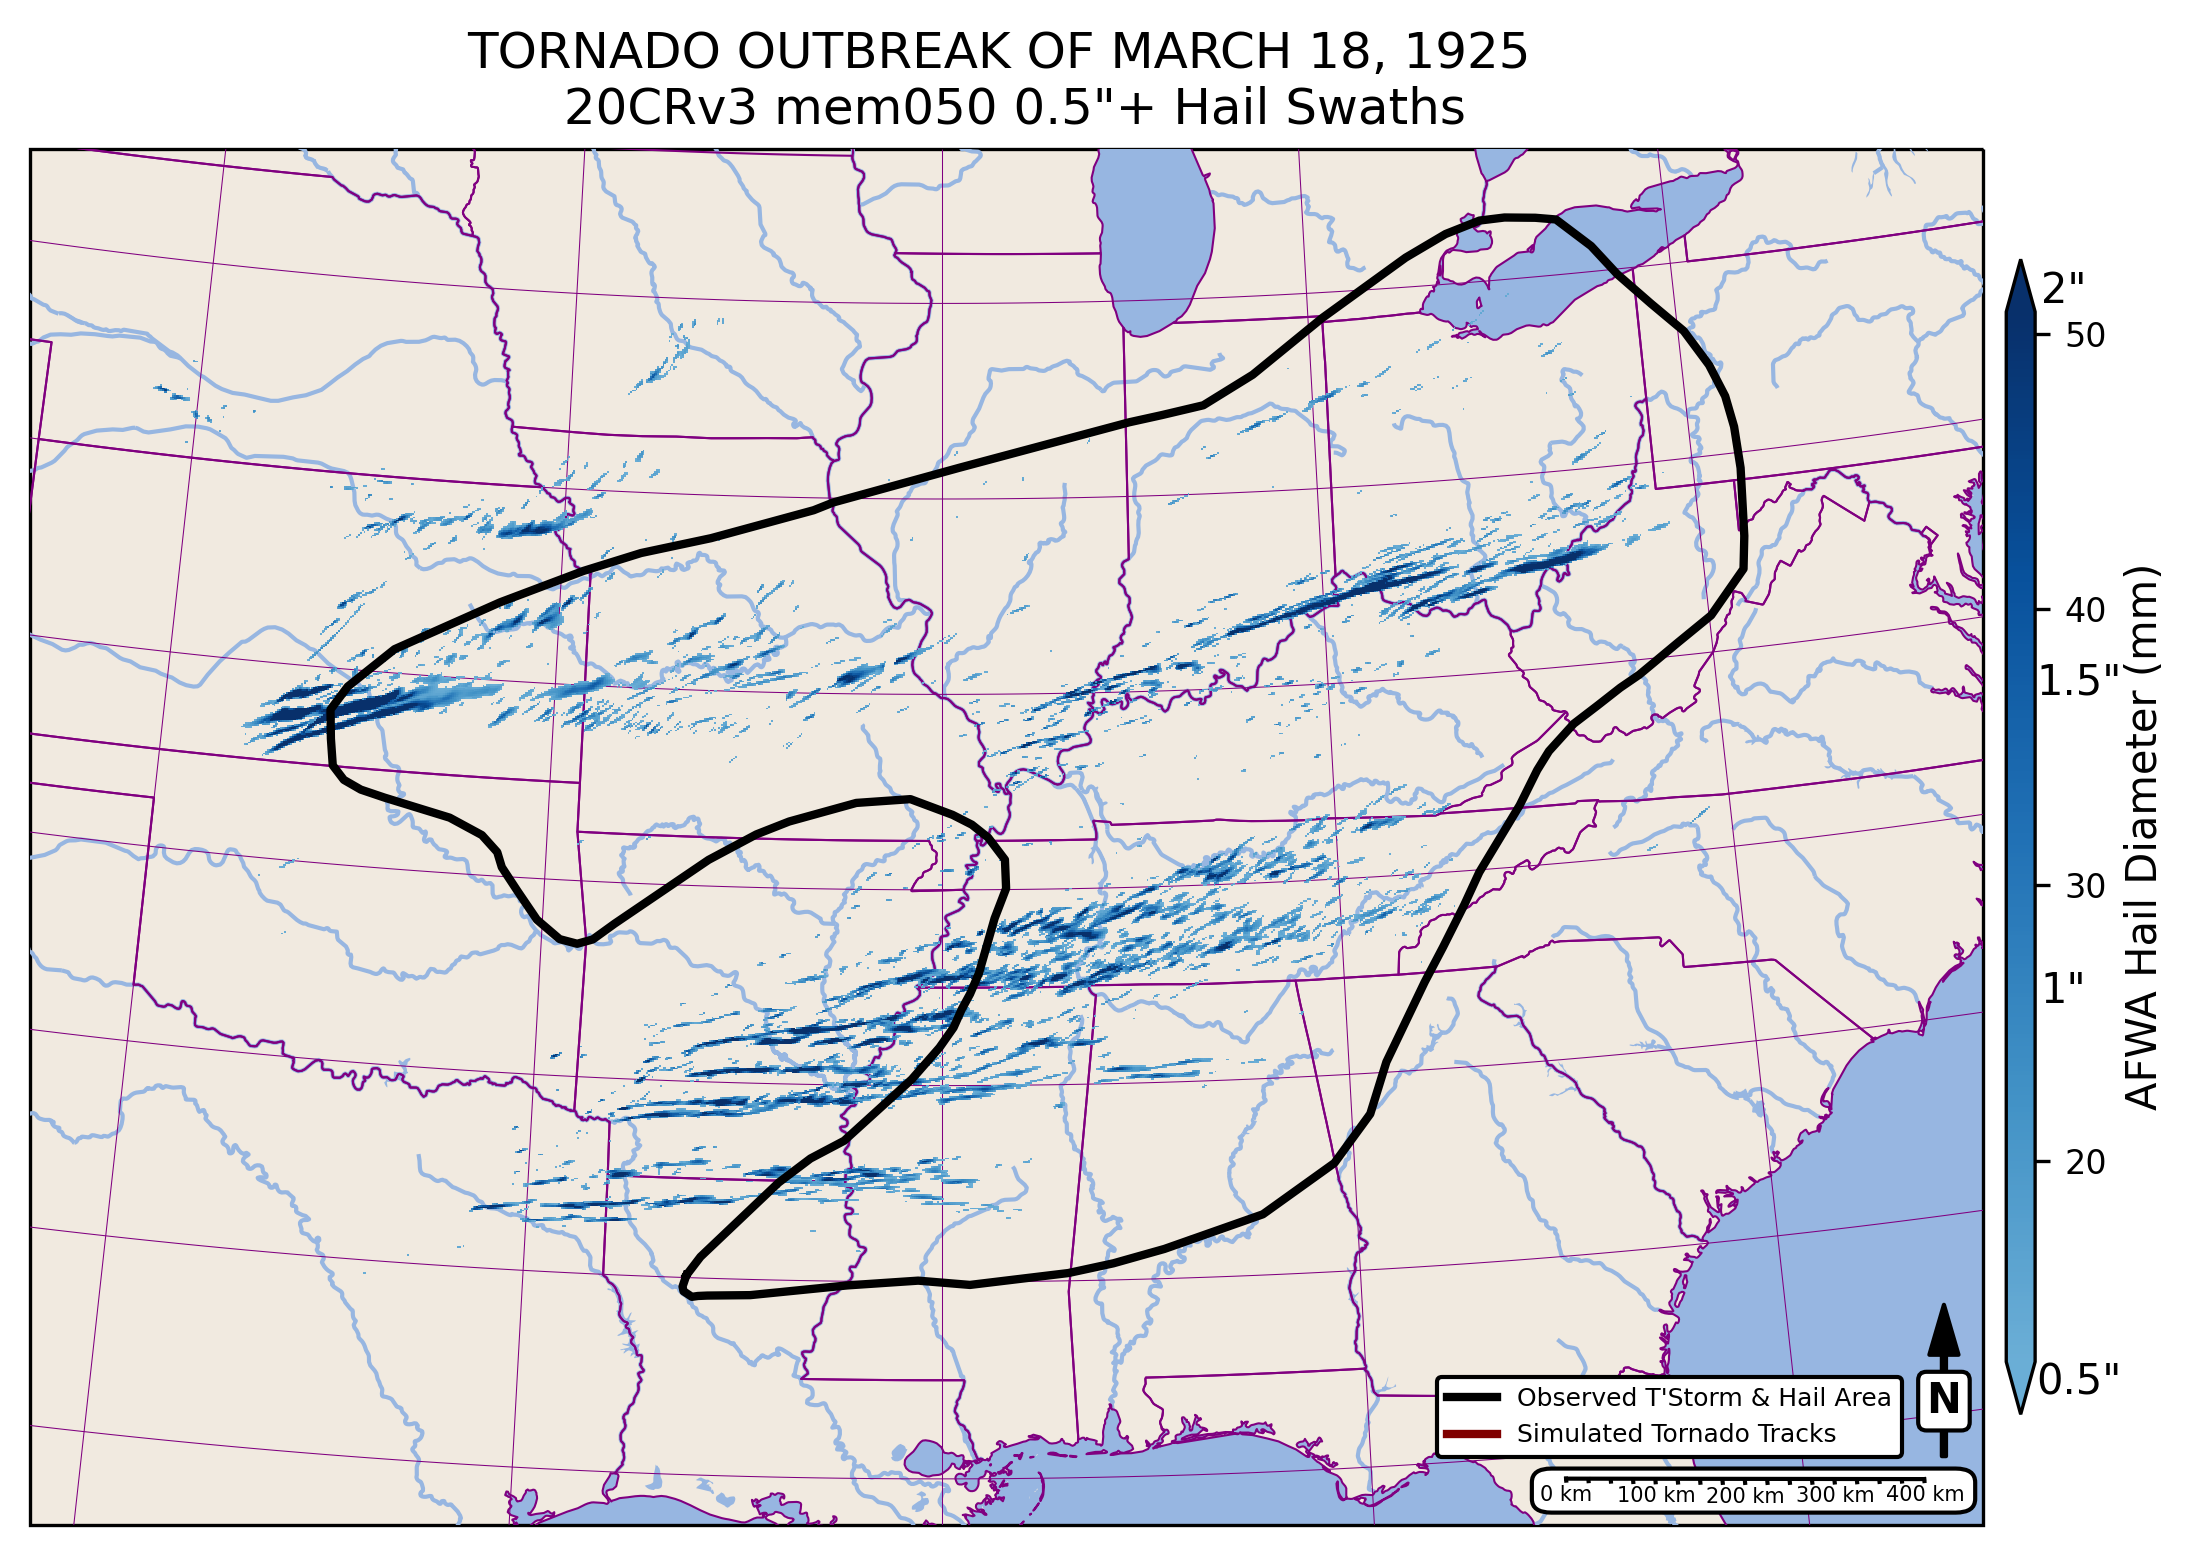 TORNADO OUTBREAK OF MARCH 18, 1925
20CRv3 mem050 0.5"+ Hail Swaths
2"
50
40
1.5"
30
1"
20
0.5"
AFWA Hail Diameter (mm)
Observed T'Storm & Hail Area
Simulated Tornado Tracks
N
0 km 100 km 200 km 300 km 400 km